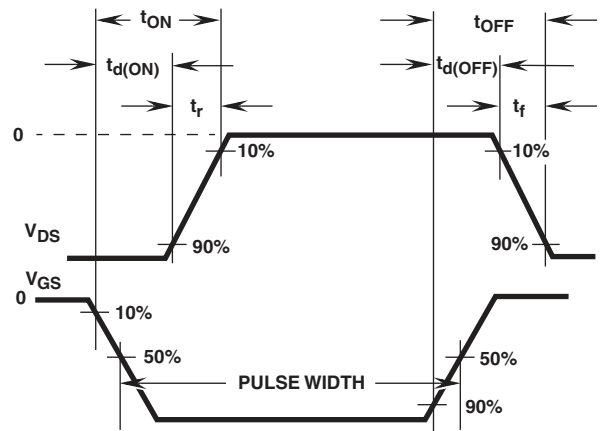 tON
tOFF
td(ON)
td(OFF)
tr
tf
0
10%
10%
VDS
90%
90%
VGS
0
10%
50%
50%
PULSE WIDTH
90%